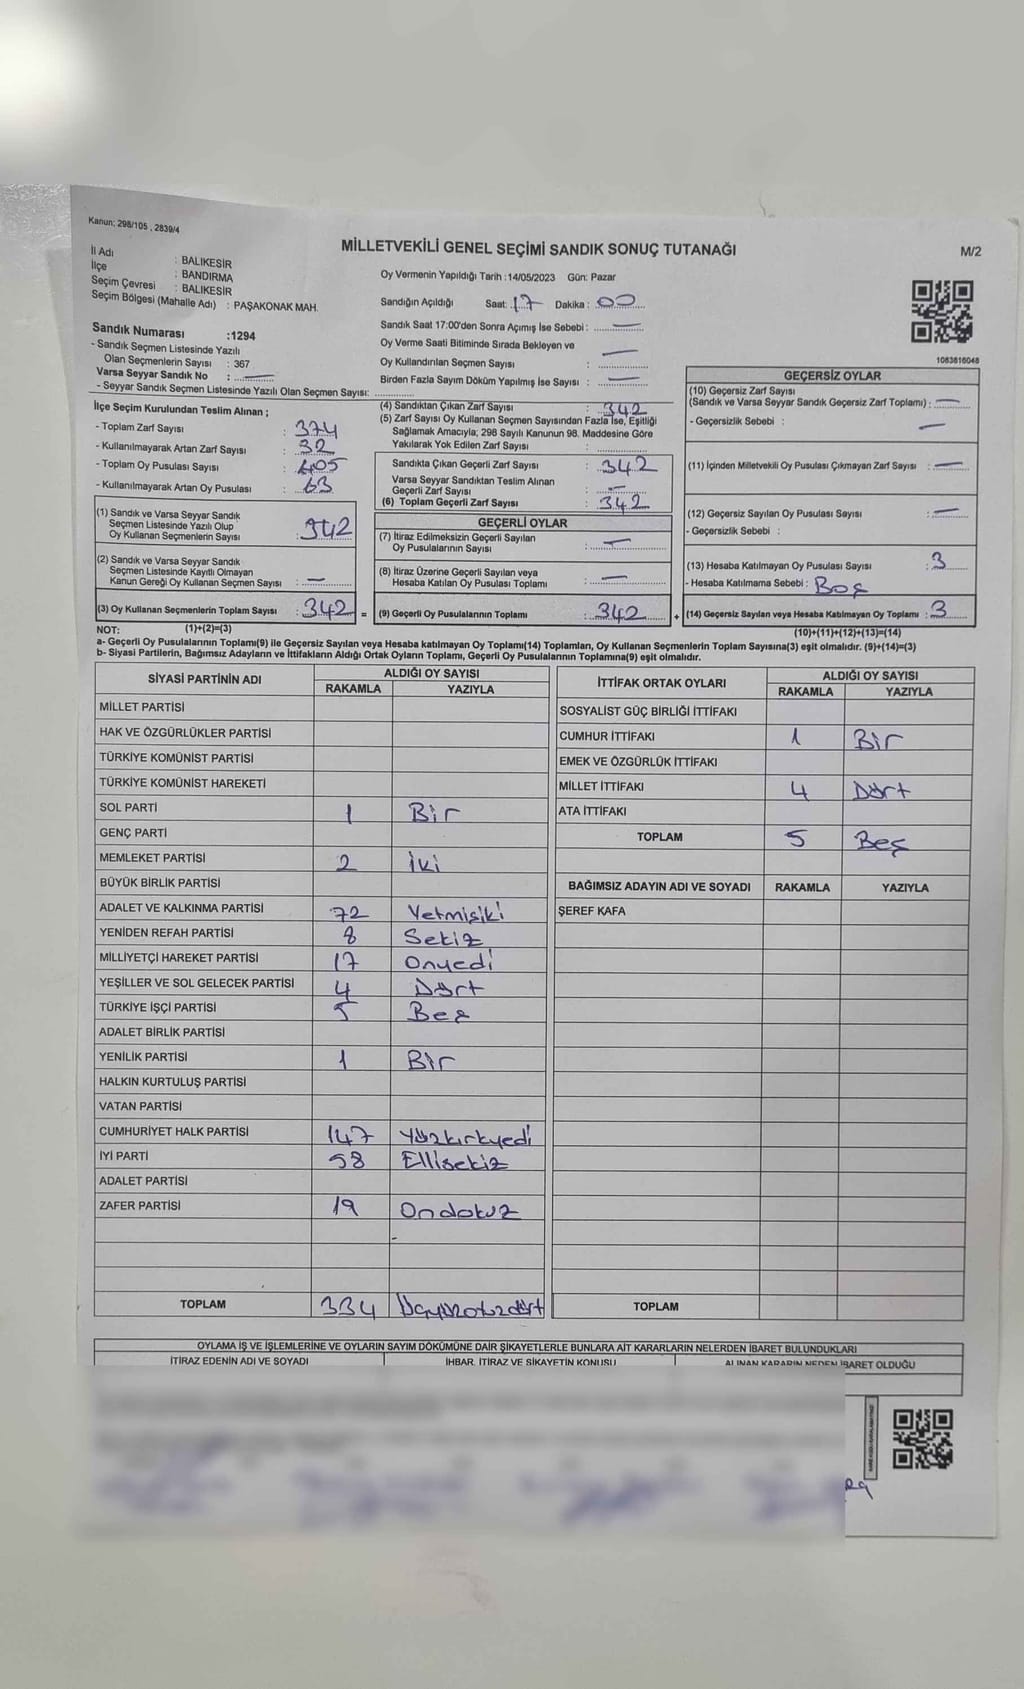 Kanun; 298/105 , 2839/4
MİLLETVEKİLİ GENEL SEÇİMİ SANDIK SONUÇ TUTANAĞI
M/2
İl Adı : BALIKESİR
İlçe : BANDIRMA
Seçim Çevresi : BALIKESİR
Seçim Bölgesi (Mahalle Adı) : PAŞAKONAK MAH.
Sandık Numarası :1294
- Sandık Seçmen Listesinde Yazılı
Olan Seçmenlerin Sayısı : 367
Varsa Seyyar Sandık No : —
- Seyyar Sandık Seçmen Listesinde Yazılı Olan Seçmen Sayısı:
Oy Vermenin Yapıldığı Tarih :14/05/2023 Gün: Pazar
Sandığın Açıldığı Saat: 17 Dakika : 00
Sandık Saat 17:00'den Sonra Açımış İse Sebebi : —
Oy Verme Saati Bitiminde Sırada Bekleyen ve
Oy Kullandırılan Seçmen Sayısı : —
Birden Fazla Sayım Döküm Yapılmış İse Sayısı : —
1083816048
İlçe Seçim Kurulundan Teslim Alınan ;
- Toplam Zarf Sayısı : 374
- Kullanılmayarak Artan Zarf Sayısı : 32
- Toplam Oy Pusulası Sayısı : 405
- Kullanılmayarak Artan Oy Pusulası : 63
(4) Sandıktan Çıkan Zarf Sayısı : 342
(5) Zarf Sayısı Oy Kullanan Seçmen Sayısından Fazla İse, Eşitliği
Sağlamak Amacıyla; 298 Sayılı Kanunun 98. Maddesine Göre
Yakılarak Yok Edilen Zarf Sayısı :
Sandıkta Çıkan Geçerli Zarf Sayısı : 342
Varsa Seyyar Sandıktan Teslim Alınan
Geçerli Zarf Sayısı : —
(6) Toplam Geçerli Zarf Sayısı : 342
GEÇERSİZ OYLAR
(10) Geçersiz Zarf Sayısı
(Sandık ve Varsa Seyyar Sandık Geçersiz Zarf Toplamı) : —
- Geçersizlik Sebebi : —
(11) İçinden Milletvekili Oy Pusulası Çıkmayan Zarf Sayısı : —
(12) Geçersiz Sayılan Oy Pusulası Sayısı : —
- Geçersizlik Sebebi :
(13) Hesaba Katılmayan Oy Pusulası Sayısı : 3
- Hesaba Katılmama Sebebi : Boş
(14) Geçersiz Sayılan veya Hesaba Katılmayan Oy Toplamı : 3
(10)+(11)+(12)+(13)=(14)
(1) Sandık ve Varsa Seyyar Sandık
Seçmen Listesinde Yazılı Olup
Oy Kullanan Seçmenlerin Sayısı : 342
(2) Sandık ve Varsa Seyyar Sandık
Seçmen Listesinde Kayıtlı Olmayan
Kanun Gereği Oy Kullanan Seçmen Sayısı : —
(3) Oy Kullanan Seçmenlerin Toplam Sayısı : 342 =
(1)+(2)=(3)
GEÇERLİ OYLAR
(7) İtiraz Edilmeksizin Geçerli Sayılan
Oy Pusulalarının Sayısı : —
(8) İtiraz Üzerine Geçerli Sayılan veya
Hesaba Katılan Oy Pusulası Toplamı : —
(9) Geçerli Oy Pusulalarının Toplamı : 342 +
NOT:
a- Geçerli Oy Pusulalarının Toplamı(9) ile Geçersiz Sayılan veya Hesaba katılmayan Oy Toplamı(14) Toplamları, Oy Kullanan Seçmenlerin Toplam Sayısına(3) eşit olmalıdır. (9)+(14)=(3)
b- Siyasi Partilerin, Bağımsız Adayların ve İttifakların Aldığı Ortak Oyların Toplamı, Geçerli Oy Pusulalarının Toplamına(9) eşit olmalıdır.
SİYASİ PARTİNİN ADI ALDIĞI OY SAYISI
RAKAMLA YAZIYLA
MİLLET PARTİSİ
HAK VE ÖZGÜRLÜKLER PARTİSİ
TÜRKİYE KOMÜNİST PARTİSİ
TÜRKİYE KOMÜNİST HAREKETİ
SOL PARTİ 1 Bir
GENÇ PARTİ
MEMLEKET PARTİSİ 2 İki
BÜYÜK BİRLİK PARTİSİ
ADALET VE KALKINMA PARTİSİ 72 Yetmişiki
YENİDEN REFAH PARTİSİ 8 Sekiz
MİLLİYETÇİ HAREKET PARTİSİ 17 Onyedi
YEŞİLLER VE SOL GELECEK PARTİSİ 4 Dört
TÜRKİYE İŞÇİ PARTİSİ 5 Beş
ADALET BİRLİK PARTİSİ
YENİLİK PARTİSİ 1 Bir
HALKIN KURTULUŞ PARTİSİ
VATAN PARTİSİ
CUMHURİYET HALK PARTİSİ 147 Yüzkırkyedi
İYİ PARTİ 58 Ellisekiz
ADALET PARTİSİ
ZAFER PARTİSİ 19 Ondokuz
TOPLAM 334 Üçyüzotuzdört
İTTİFAK ORTAK OYLARI ALDIĞI OY SAYISI
RAKAMLA YAZIYLA
SOSYALİST GÜÇ BİRLİĞİ İTTİFAKI
CUMHUR İTTİFAKI 1 Bir
EMEK VE ÖZGÜRLÜK İTTİFAKI
MİLLET İTTİFAKI 4 Dört
ATA İTTİFAKI
TOPLAM 5 Beş
BAĞIMSIZ ADAYIN ADI VE SOYADI RAKAMLA YAZIYLA
ŞEREF KAFA
TOPLAM
OYLAMA İŞ VE İŞLEMLERİNE VE OYLARIN SAYIM DÖKÜMÜNE DAİR ŞİKAYETLERLE BUNLARA AİT KARARLARIN NELERDEN İBARET BULUNDUKLARI
İTİRAZ EDENİN ADI VE SOYADI İHBAR, İTİRAZ VE ŞİKAYETİN KONUSU ALINAN KARARIN NEDEN İBARET OLDUĞU